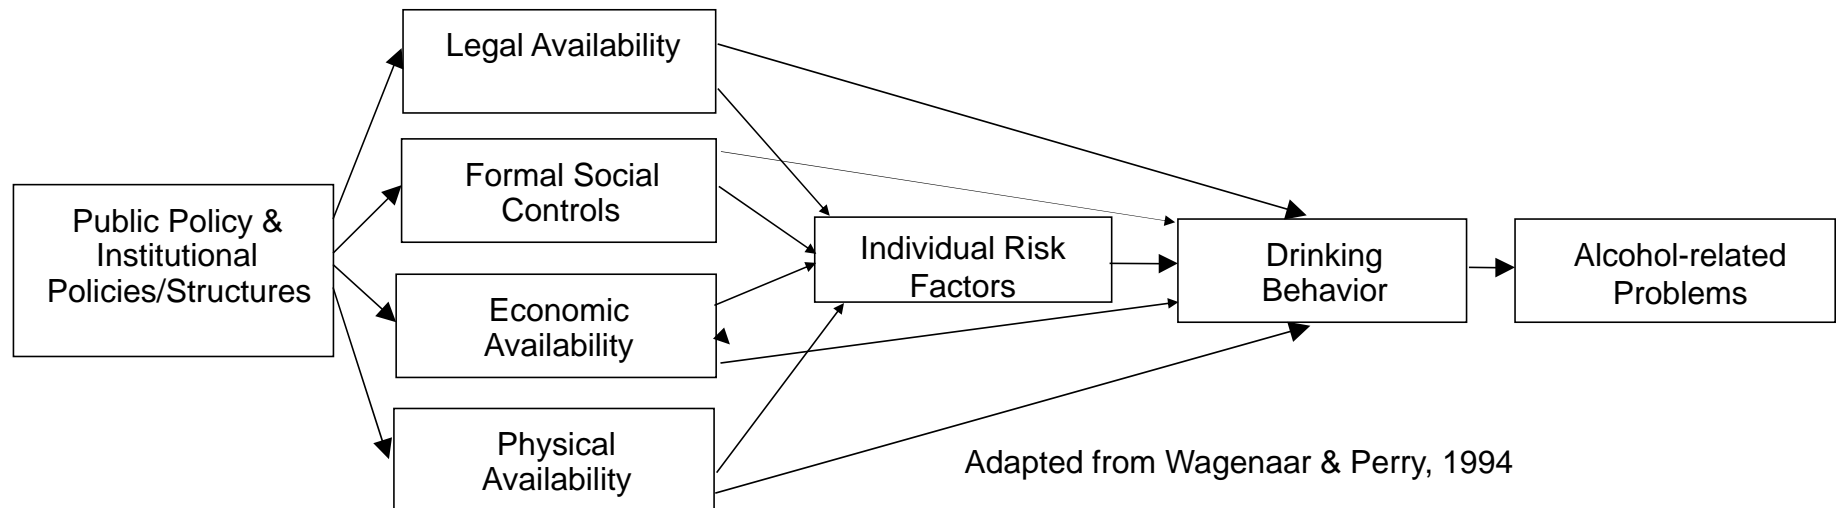 Legal Availability
Formal Social
Controls
Public Policy &
Institutional
Policies/Structures
Individual Risk
Factors
Drinking
Behavior
Alcohol-related
Problems
Economic
Availability
Physical
Availability
Adapted from Wagenaar & Perry, 1994